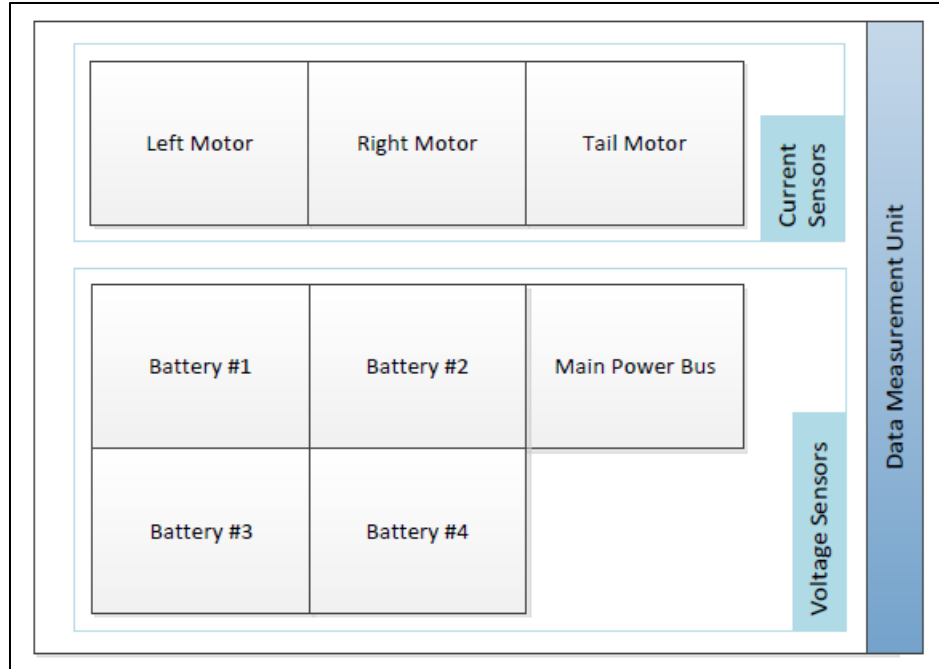 Left Motor
Right Motor
Tail Motor
Current
Sensors
Battery #1
Battery #2
Main Power Bus
Battery #3
Battery #4
Voltage Sensors
Data Measurement Unit